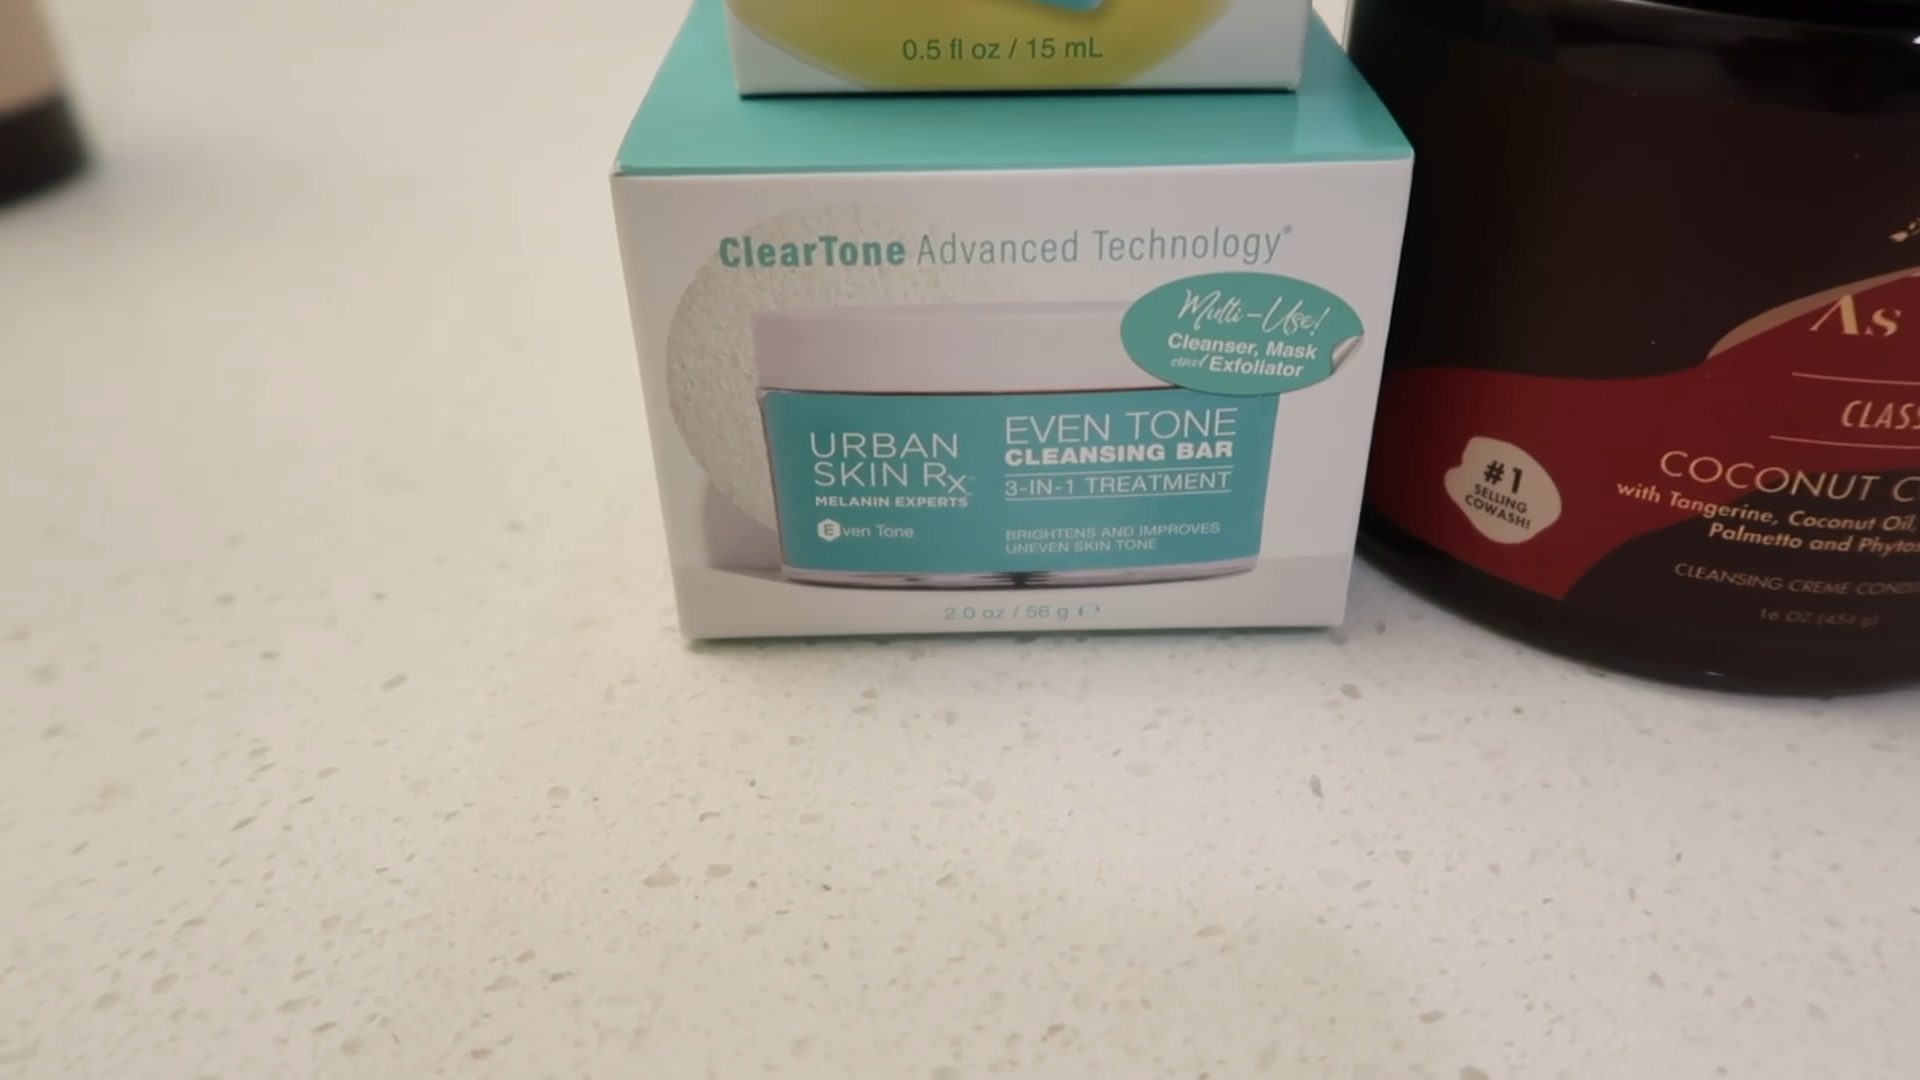 0.5 fl oz / 15 mL
ClearTone Advanced Technology®
Multi-Use!
Cleanser, Mask
and Exfoliator
URBAN
SKIN Rx
MELANIN EXPERTS
Even Tone
EVEN TONE
CLEANSING BAR
3-IN-1 TREATMENT
BRIGHTENS AND IMPROVES
UNEVEN SKIN TONE
2.0 oz / 56 g ℮
As
CLASS
#1
SELLING
COWASH!
COCONUT C
with Tangerine, Coconut Oil,
Palmetto and Phytos
CLEANSING CREME CONDI
16 OZ (454 g)